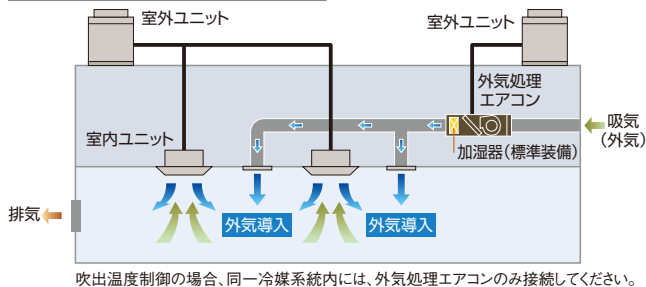 室外ユニット
室外ユニット
外気処理
エアコン
吸気
(外気)
室内ユニット
加湿器(標準装備)
排気
外気導入
外気導入
吹出温度制御の場合、同一冷媒系統内には、外気処理エアコンのみ接続してください。